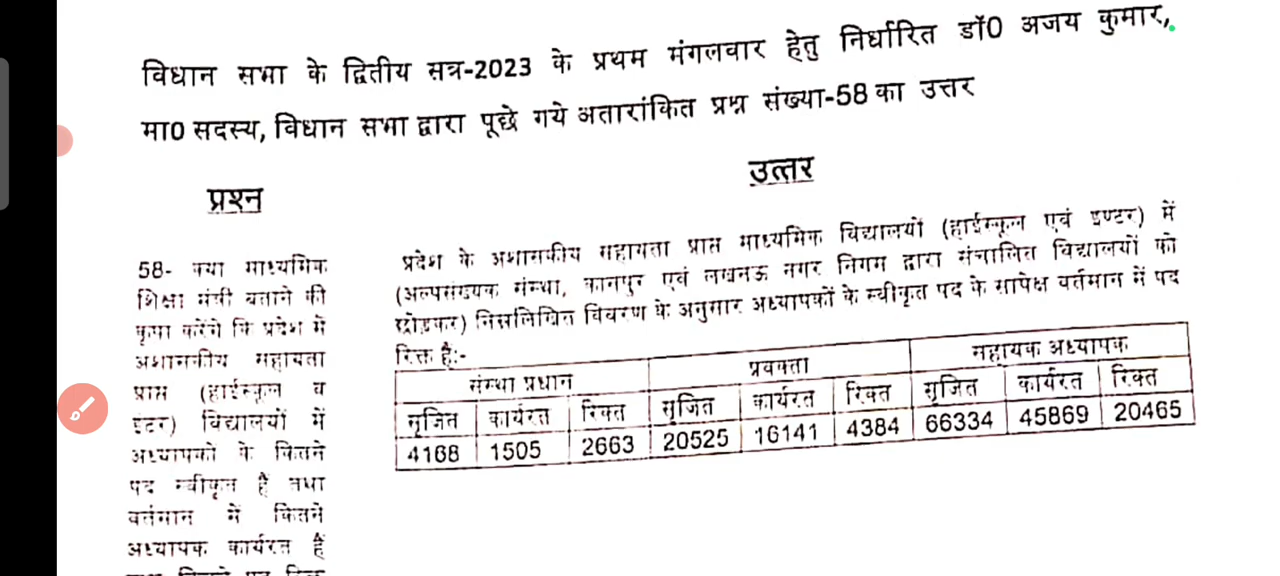 विधान सभा के द्वितीय सत्र-2023 के प्रथम मंगलवार हेतु निर्धारित डॉ0 अजय कुमार,
मा0 सदस्य, विधान सभा द्वारा पूछे गये अतारांकित प्रश्न संख्या-58 का उत्तर
प्रश्न
58- क्या माध्यमिक
शिक्षा मंत्री बताने की
कृपा करेंगे कि प्रदेश में
अशासकीय सहायता
प्राप्त (हाईस्कूल व
इंटर) विद्यालयों में
अध्यापकों के कितने
पद स्वीकृत हैं तथा
वर्तमान में कितने
अध्यापक कार्यरत हैं
उत्तर
प्रदेश के अशासकीय सहायता प्राप्त माध्यमिक विद्यालयों (हाईस्कूल एवं इण्टर) में
(अल्पसंख्यक संस्था, कानपुर एवं लखनऊ नगर निगम द्वारा संचालित विद्यालयों को
छोड़कर) निम्नलिखित विवरण के अनुसार अध्यापकों के स्वीकृत पद के सापेक्ष वर्तमान में पद
रिक्त हैः-
संस्था प्रधान प्रवक्ता सहायक अध्यापक
सृजित कार्यरत रिक्त सृजित कार्यरत रिक्त सृजित कार्यरत रिक्त
4168 1505 2663 20525 16141 4384 66334 45869 20465